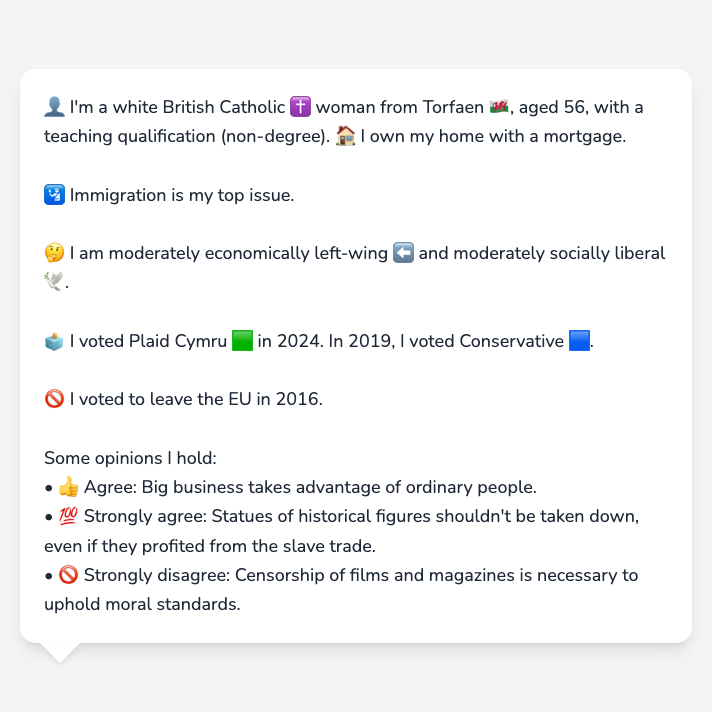 👤 I'm a white British Catholic ✝️ woman from Torfaen 🏴󠁧󠁢󠁷󠁬󠁳󠁿, aged 56, with a
teaching qualification (non-degree). 🏠 I own my home with a mortgage.
🛂 Immigration is my top issue.
🤔 I am moderately economically left-wing ⬅️ and moderately socially liberal
🕊️.
🗳️ I voted Plaid Cymru 🟩 in 2024. In 2019, I voted Conservative 🟦.
🚫 I voted to leave the EU in 2016.
Some opinions I hold:
• 👍 Agree: Big business takes advantage of ordinary people.
• 💯 Strongly agree: Statues of historical figures shouldn't be taken down,
even if they profited from the slave trade.
• 🚫 Strongly disagree: Censorship of films and magazines is necessary to
uphold moral standards.